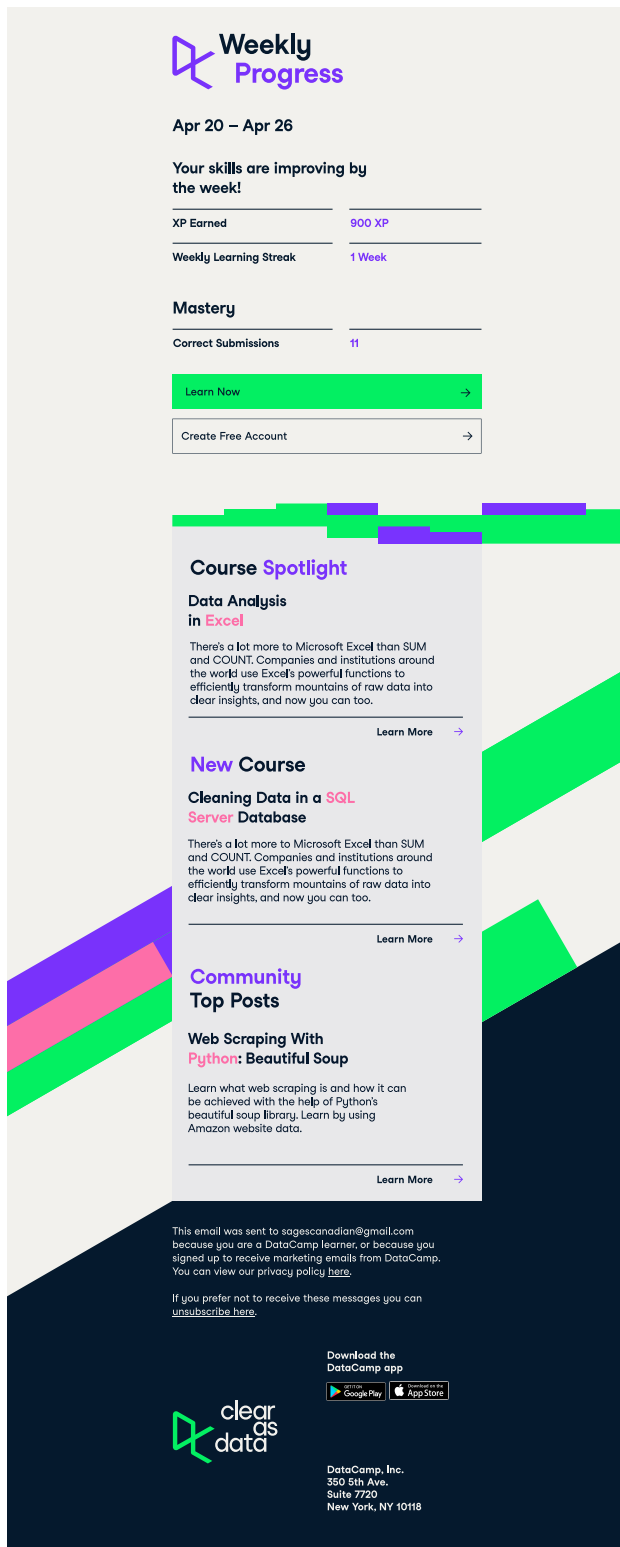 Weekly
Progress
Apr 20 – Apr 26
Your skills are improving by
the week!
XP Earned 900 XP
Weekly Learning Streak 1 Week
Mastery
Correct Submissions 11
Learn Now
Create Free Account
Course Spotlight
Data Analysis
in Excel
There's a lot more to Microsoft Excel than SUM
and COUNT. Companies and institutions around
the world use Excel's powerful functions to
efficiently transform mountains of raw data into
clear insights, and now you can too.
Learn More
New Course
Cleaning Data in a SQL
Server Database
There's a lot more to Microsoft Excel than SUM
and COUNT. Companies and institutions around
the world use Excel's powerful functions to
efficiently transform mountains of raw data into
clear insights, and now you can too.
Learn More
Community
Top Posts
Web Scraping With
Python: Beautiful Soup
Learn what web scraping is and how it can
be achieved with the help of Python's
beautiful soup library. Learn by using
Amazon website data.
Learn More
This email was sent to sagescanadian@gmail.com
because you are a DataCamp learner, or because you
signed up to receive marketing emails from DataCamp.
You can view our privacy policy here.
If you prefer not to receive these messages you can
unsubscribe here.
Download the
DataCamp app
GET IT ON
Google Play
Download on the
App Store
clear
as
data
DataCamp, Inc.
350 5th Ave.
Suite 7720
New York, NY 10118